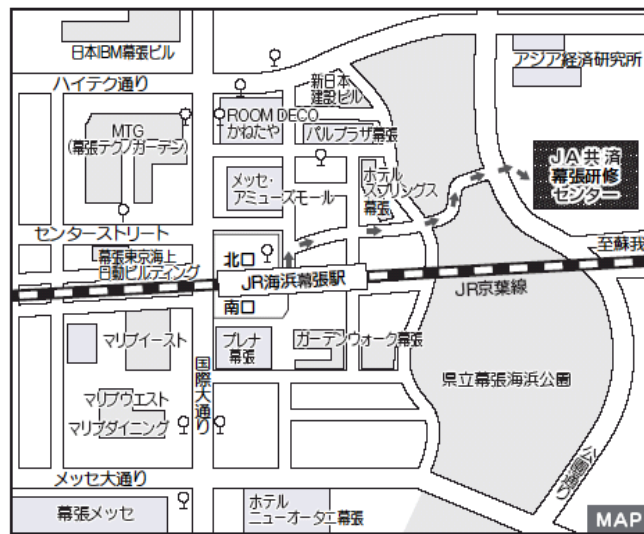 日本IBM幕張ビル
ハイテク通り
アジア経済研究所
新日本
建設ビル
ROOM DECO
かねたや
パルプラザ幕張
MTG
(幕張テクノガーデン)
JA共済
幕張研修
センター
メッセ・
アミューズモール
ホテル
スプリングス
幕張
センターストリート
幕張東京海上
日動ビルディング
北口
至蘇我
JR海浜幕張駅
JR京葉線
南口
マリブイースト
プレナ
幕張
ガーデンウォーク幕張
国際大通り
県立幕張海浜公園
マリブウエスト
マリブダイニング
メッセ大通り
公園通り
幕張メッセ
ホテル
ニューオータニ幕張
MAP